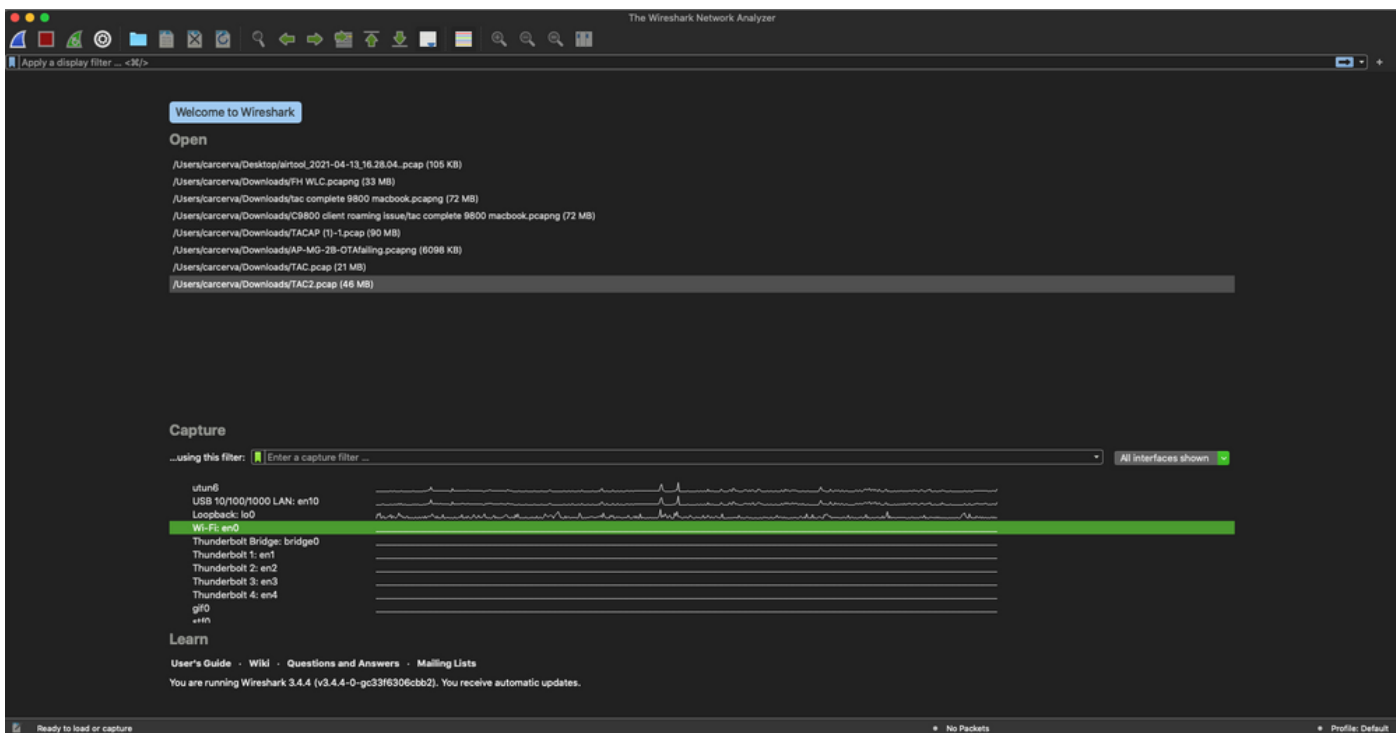 The Wireshark Network Analyzer
Apply a display filter ... <⌘/>
Welcome to Wireshark
Open
/Users/carcerva/Desktop/airtool_2021-04-13_16.28.04..pcap (105 KB)
/Users/carcerva/Downloads/FH WLC.pcapng (33 MB)
/Users/carcerva/Downloads/tac complete 9800 macbook.pcapng (72 MB)
/Users/carcerva/Downloads/C9800 client roaming issue/tac complete 9800 macbook.pcapng (72 MB)
/Users/carcerva/Downloads/TACAP (1)-1.pcap (90 MB)
/Users/carcerva/Downloads/AP-MG-2B-OTAfailing.pcapng (6098 KB)
/Users/carcerva/Downloads/TAC.pcap (21 MB)
/Users/carcerva/Downloads/TAC2.pcap (46 MB)
Capture
...using this filter: Enter a capture filter ... All interfaces shown
utun6
USB 10/100/1000 LAN: en10
Loopback: lo0
Wi-Fi: en0
Thunderbolt Bridge: bridge0
Thunderbolt 1: en1
Thunderbolt 2: en2
Thunderbolt 3: en3
Thunderbolt 4: en4
gif0
Learn
User's Guide · Wiki · Questions and Answers · Mailing Lists
You are running Wireshark 3.4.4 (v3.4.4-0-gc33f6306cbb2). You receive automatic updates.
Ready to load or capture No Packets Profile: Default